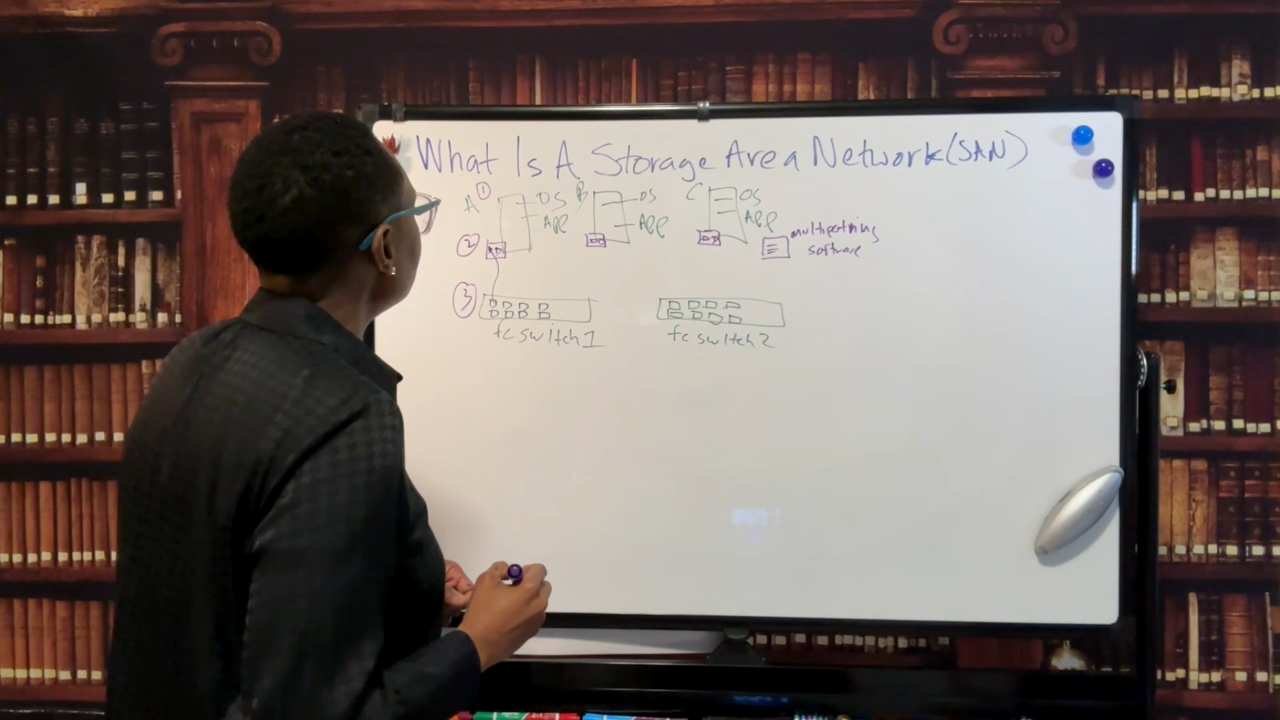 What Is A Storage Area Network (SAN)
A 1 OS B OS C OS
APP APP APP
2 multipathing
software
3
fc switch 1 fc switch 2